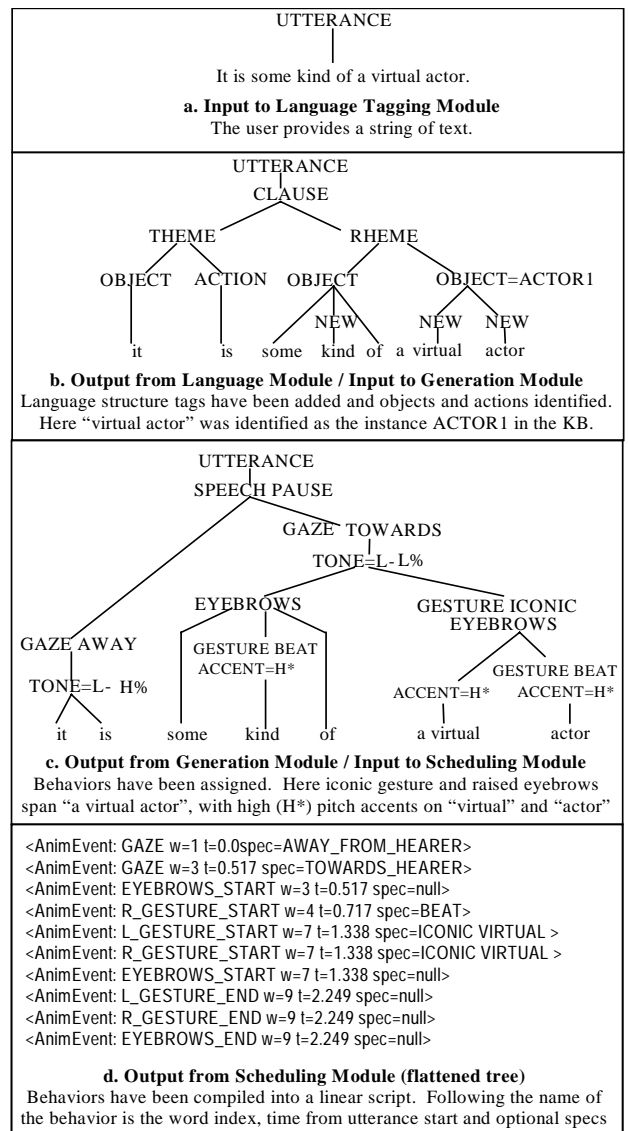 UTTERANCE
It is some kind of a virtual actor.
a. Input to Language Tagging Module
The user provides a string of text.
UTTERANCE
CLAUSE
THEME RHEME
OBJECT ACTION OBJECT OBJECT=ACTOR1
NEW NEW NEW
it is some kind of a virtual actor
b. Output from Language Module / Input to Generation Module
Language structure tags have been added and objects and actions identified.
Here “virtual actor” was identified as the instance ACTOR1 in the KB.
UTTERANCE
SPEECH PAUSE
GAZE TOWARDS
TONE=L- L%
EYEBROWS GESTURE ICONIC
EYEBROWS
GAZE AWAY GESTURE BEAT GESTURE BEAT
TONE=L- H% ACCENT=H* ACCENT=H* ACCENT=H*
it is some kind of a virtual actor
c. Output from Generation Module / Input to Scheduling Module
Behaviors have been assigned. Here iconic gesture and raised eyebrows
span “a virtual actor”, with high (H*) pitch accents on “virtual” and “actor”
<AnimEvent: GAZE w=1 t=0.0spec=AWAY_FROM_HEARER>
<AnimEvent: GAZE w=3 t=0.517 spec=TOWARDS_HEARER>
<AnimEvent: EYEBROWS_START w=3 t=0.517 spec=null>
<AnimEvent: R_GESTURE_START w=4 t=0.717 spec=BEAT>
<AnimEvent: L_GESTURE_START w=7 t=1.338 spec=ICONIC VIRTUAL >
<AnimEvent: R_GESTURE_START w=7 t=1.338 spec=ICONIC VIRTUAL >
<AnimEvent: EYEBROWS_START w=7 t=1.338 spec=null>
<AnimEvent: L_GESTURE_END w=9 t=2.249 spec=null>
<AnimEvent: R_GESTURE_END w=9 t=2.249 spec=null>
<AnimEvent: EYEBROWS_END w=9 t=2.249 spec=null>
d. Output from Scheduling Module (flattened tree)
Behaviors have been compiled into a linear script. Following the name of
the behavior is the word index, time from utterance start and optional specs